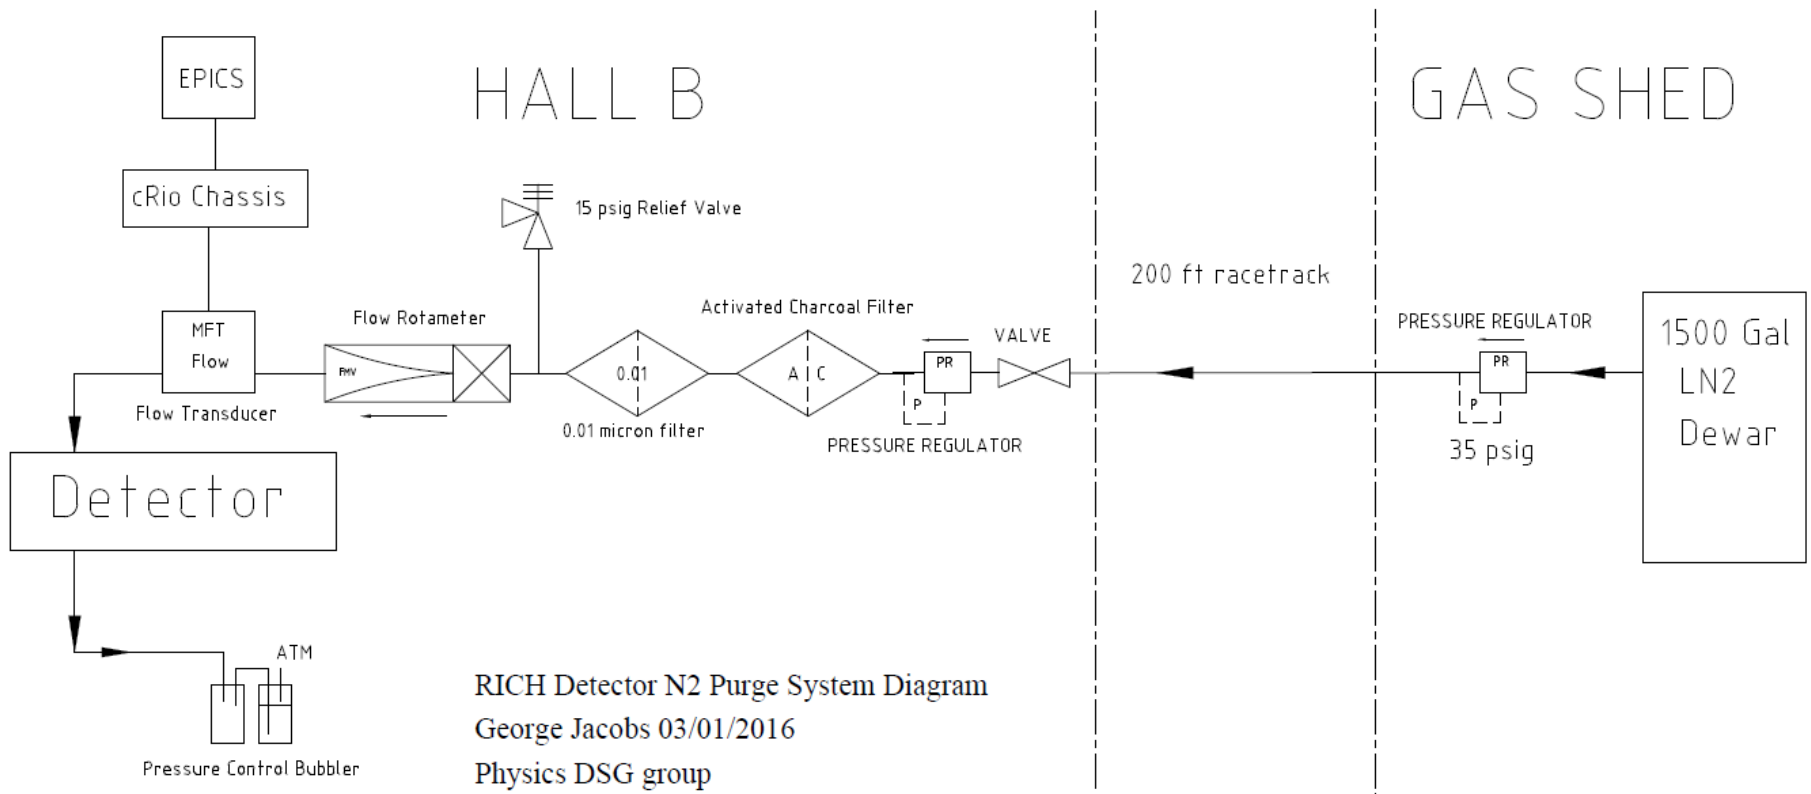 HALL B
GAS SHED
EPICS
cRio Chassis
15 psig Relief Valve
200 ft racetrack
Activated Charcoal Filter
Flow Rotameter
MFT
Flow
VALVE
PRESSURE REGULATOR
1500 Gal
LN2
Dewar
FMV
0.01
A C
PR
P
PR
P
Flow Transducer
0.01 micron filter
PRESSURE REGULATOR
35 psig
Detector
ATM
Pressure Control Bubbler
RICH Detector N2 Purge System Diagram
George Jacobs 03/01/2016
Physics DSG group